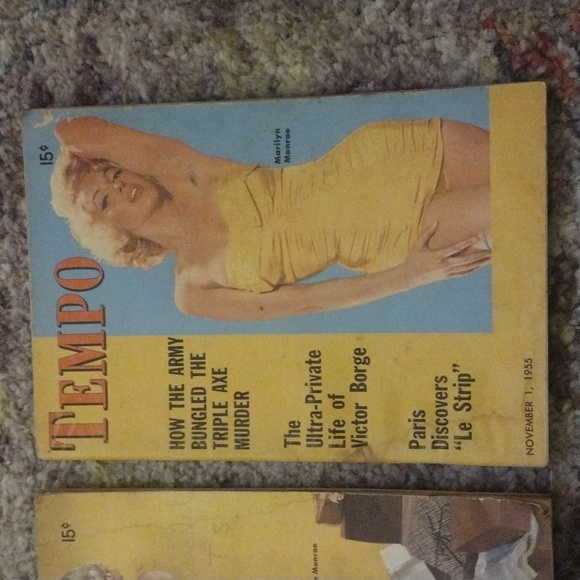 15¢
TEMPO
Marilyn
Monroe
HOW THE ARMY
BUNGLED THE
TRIPLE AXE
MURDER
The
Ultra-Private
Life of
Victor Borge
Paris
Discovers
"Le Strip"
NOVEMBER 1, 1955
15¢
Monroe